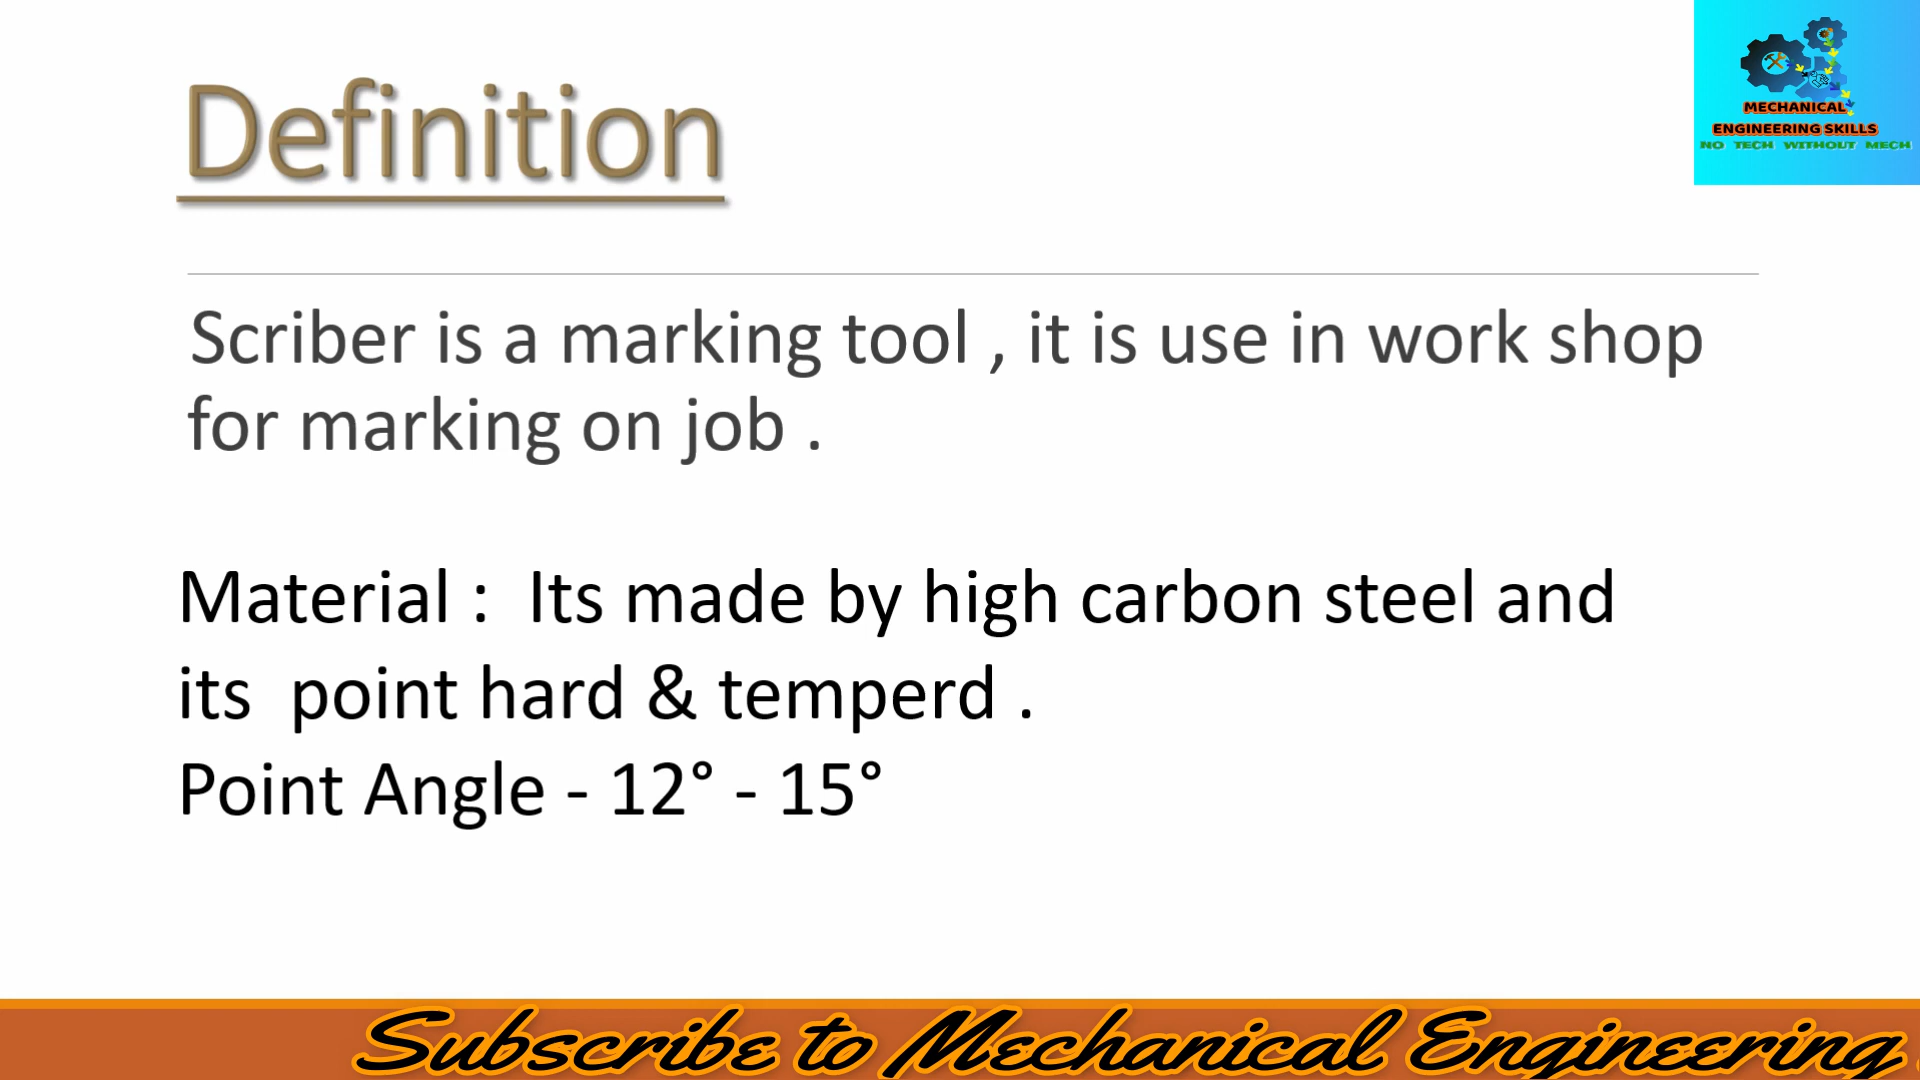 Definition
MECHANICAL
ENGINEERING SKILLS
NO TECH WITHOUT MECH
Scriber is a marking tool , it is use in work shop
for marking on job .
Material :  Its made by high carbon steel and
its  point hard & temperd .
Point Angle - 12° - 15°
Subscribe to Mechanical Engineering